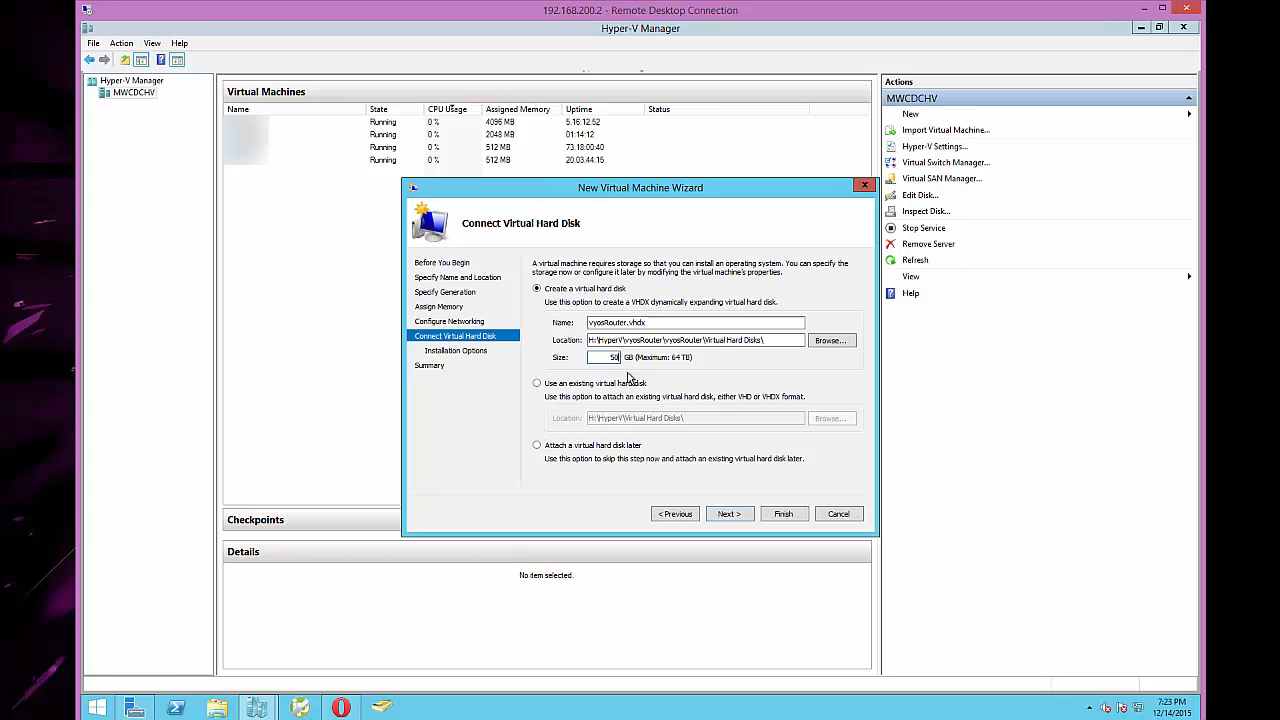 192.168.200.2 - Remote Desktop Connection
Hyper-V Manager
File Action View Help
Hyper-V Manager
MWCDCHV
Virtual Machines
Name State CPU Usage Assigned Memory Uptime Status
Running 0 % 4096 MB 5.16:12:52
Running 0 % 2048 MB 01:14:12
Running 0 % 512 MB 73.18:00:40
Running 0 % 512 MB 20.03:44:15
Checkpoints
Details
No item selected.
New Virtual Machine Wizard
Connect Virtual Hard Disk
Before You Begin
Specify Name and Location
Specify Generation
Assign Memory
Configure Networking
Connect Virtual Hard Disk
Installation Options
Summary
A virtual machine requires storage so that you can install an operating system. You can specify the
storage now or configure it later by modifying the virtual machine's properties.
Create a virtual hard disk
Use this option to create a VHDX dynamically expanding virtual hard disk.
Name: vyosRouter.vhdx
Location: H:\HyperV\vyosRouter\vyosRouter\Virtual Hard Disks\ Browse...
Size: 50 GB (Maximum: 64 TB)
Use an existing virtual hard disk
Use this option to attach an existing virtual hard disk, either VHD or VHDX format.
Location: H:\HyperV\Virtual Hard Disks\ Browse...
Attach a virtual hard disk later
Use this option to skip this step now and attach an existing virtual hard disk later.
< Previous Next > Finish Cancel
Actions
MWCDCHV
New
Import Virtual Machine...
Hyper-V Settings...
Virtual Switch Manager...
Virtual SAN Manager...
Edit Disk...
Inspect Disk...
Stop Service
Remove Server
Refresh
View
Help
7:23 PM
12/14/2015